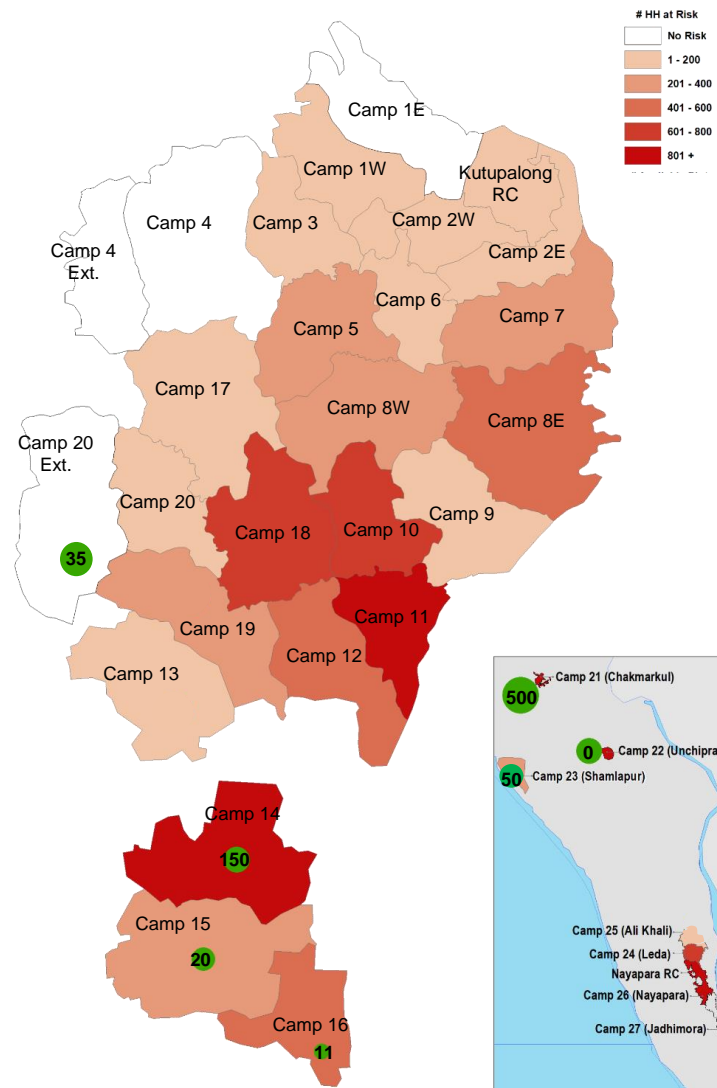 # HH at Risk
No Risk
1 - 200
201 - 400
401 - 600
601 - 800
801 +
Camp 1E
Camp 1W
Kutupalong
RC
Camp 4
Camp 3
Camp 2W
Camp 4
Ext.
Camp 2E
Camp 6
Camp 7
Camp 5
Camp 17
Camp 8W
Camp 8E
Camp 20
Ext.
Camp 20
Camp 9
Camp 18
Camp 10
35
Camp 11
Camp 19
Camp 12
Camp 13
Camp 14
150
Camp 15
20
Camp 16
11
Camp 21 (Chakmarkul)
500
0
Camp 22 (Unchipra
50
Camp 23 (Shamlapur)
Camp 25 (Ali Khali)
Camp 24 (Leda)
Nayapara RC
Camp 26 (Nayapara)
Camp 27 (Jadhimora)